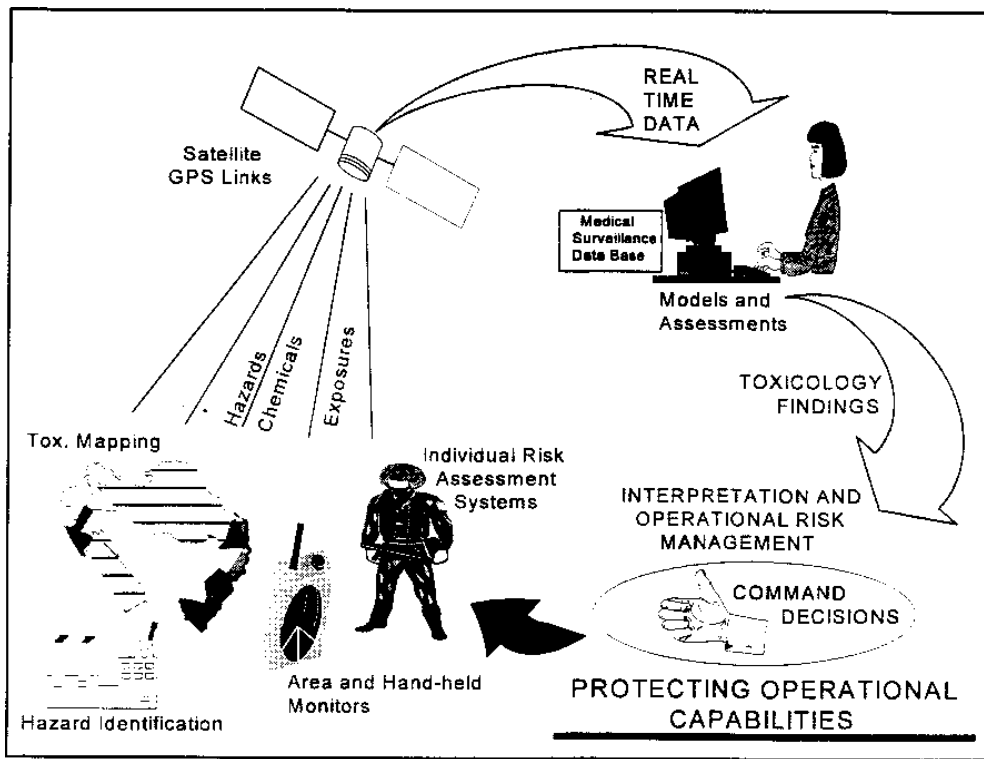 REAL
TIME
DATA
Satellite
GPS Links
Medical
Surveillance
Data Base
Models and
Assessments
Hazards
Chemicals
Exposures
TOXICOLOGY
FINDINGS
Tox. Mapping
Individual Risk
Assessment
Systems
INTERPRETATION AND
OPERATIONAL RISK
MANAGEMENT
COMMAND
DECISIONS
Area and Hand-held
Monitors
Hazard Identification
PROTECTING OPERATIONAL
CAPABILITIES